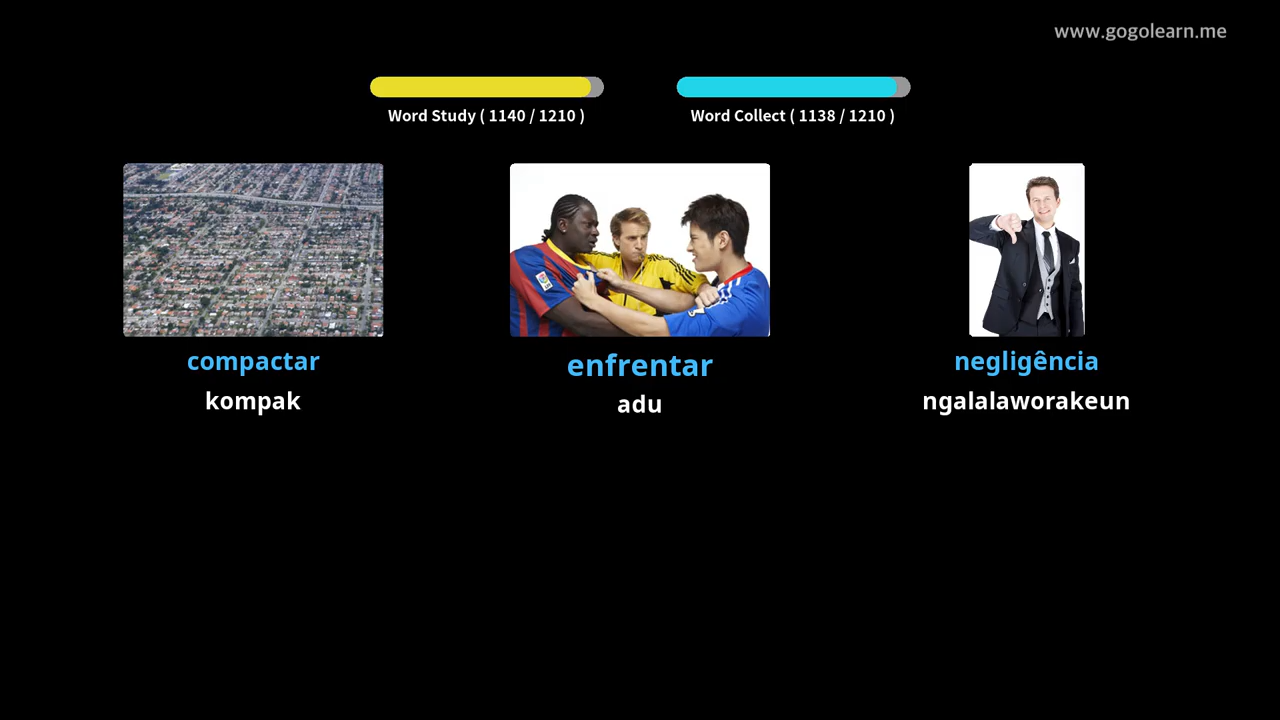 www.gogolearn.me
Word Study ( 1140 / 1210 )
Word Collect ( 1138 / 1210 )
compactar
enfrentar
negligência
kompak
adu
ngalalaworakeun